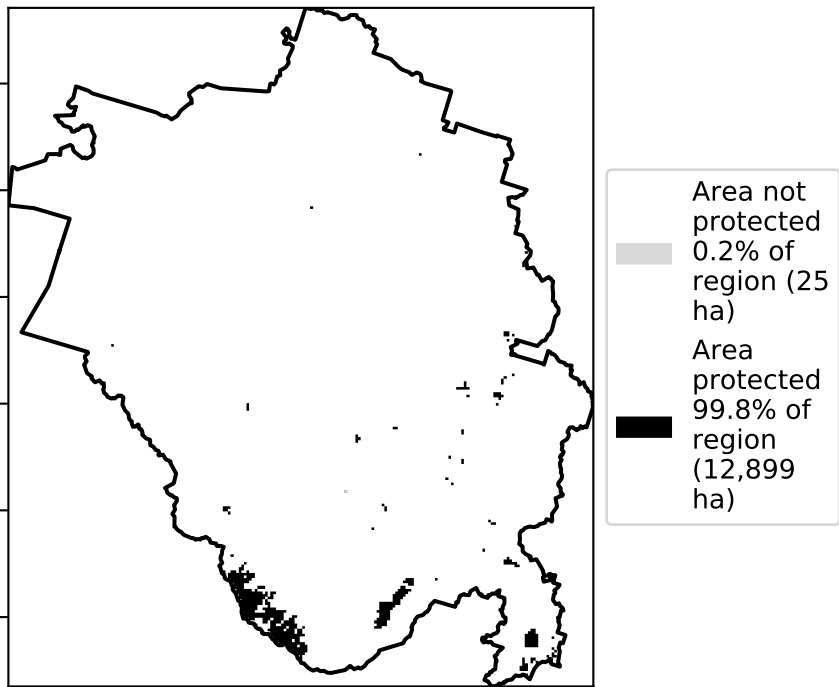 Area not
protected
0.2% of
region (25
ha)
Area
protected
99.8% of
region
(12,899
ha)